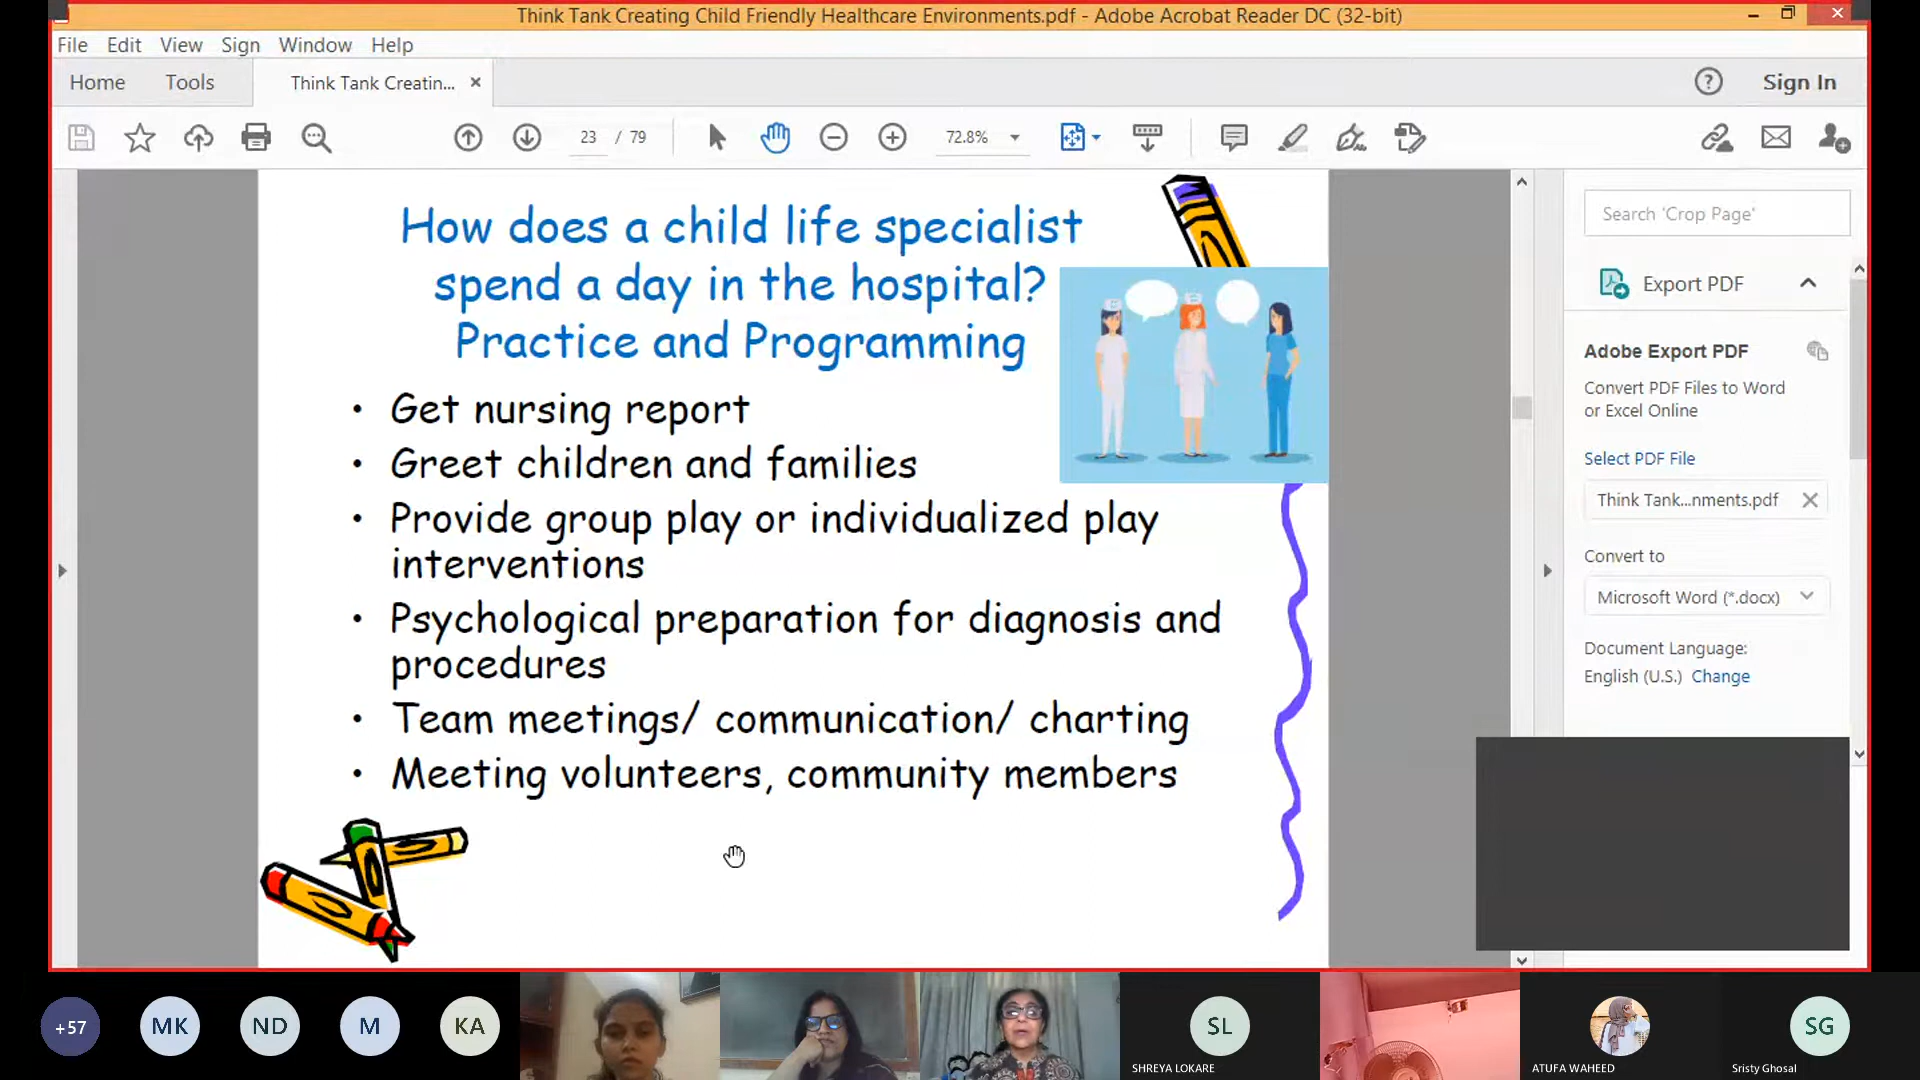 Think Tank Creating Child Friendly Healthcare Environments.pdf - Adobe Acrobat Reader DC (32-bit)
File Edit View Sign Window Help
Home Tools Think Tank Creatin... ×
? Sign In
23 / 79 72.8%
How does a child life specialist
spend a day in the hospital?
Practice and Programming
• Get nursing report
• Greet children and families
• Provide group play or individualized play
interventions
• Psychological preparation for diagnosis and
procedures
• Team meetings/ communication/ charting
• Meeting volunteers, community members
Search 'Crop Page'
Export PDF
Adobe Export PDF
Convert PDF Files to Word
or Excel Online
Select PDF File
Think Tank...nments.pdf
Convert to
Microsoft Word (*.docx)
Document Language:
English (U.S.) Change
+57 MK ND M KA SL SG
SHREYA LOKARE ATUFA WAHEED Sristy Ghosal